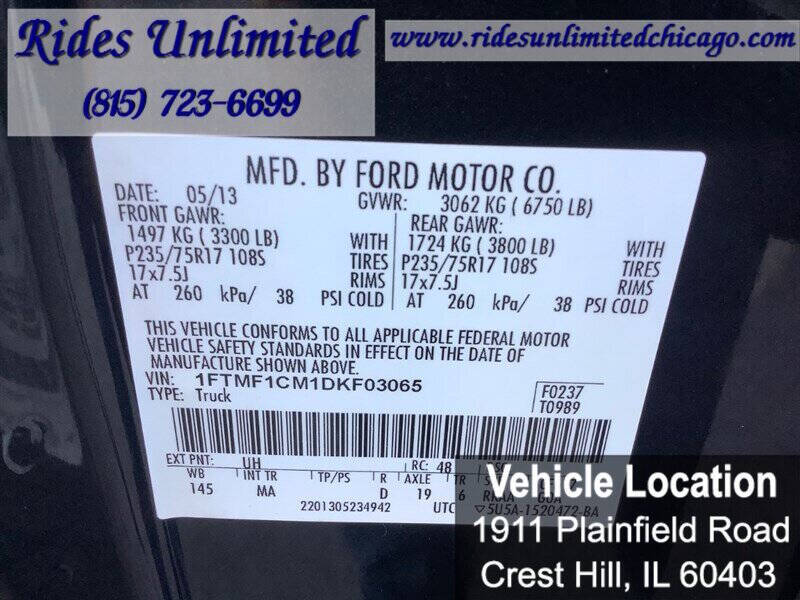 Rides Unlimited
(815) 723-6699
www.ridesunlimitedchicago.com
MFD. BY FORD MOTOR CO.
DATE: 05/13 GVWR: 3062 KG ( 6750 LB)
FRONT GAWR: REAR GAWR:
1497 KG ( 3300 LB) WITH 1724 KG ( 3800 LB) WITH
P235/75R17 108S TIRES P235/75R17 108S TIRES
17x7.5J RIMS 17x7.5J RIMS
AT 260 kPa/ 38 PSI COLD AT 260 kPa/ 38 PSI COLD
THIS VEHICLE CONFORMS TO ALL APPLICABLE FEDERAL MOTOR
VEHICLE SAFETY STANDARDS IN EFFECT ON THE DATE OF
MANUFACTURE SHOWN ABOVE.
VIN: 1FTMF1CM1DKF03065
TYPE: Truck
F0237
T0989
EXT PNT: UH RC: 48
WB INT TR TP/PS R AXLE TR
145 MA D 19 6
2201305234942 UTC ▽5U5A-1520472-BA
Vehicle Location
1911 Plainfield Road
Crest Hill, IL 60403